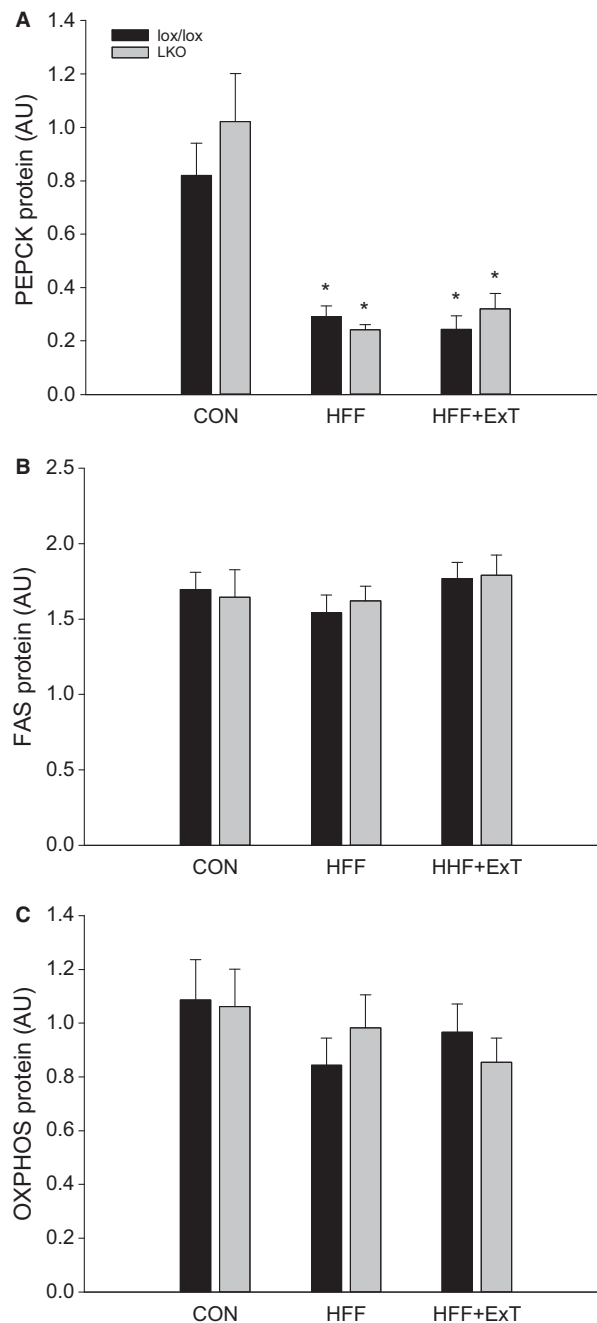 A
1.4
1.2
1.0
0.8
0.6
0.4
0.2
0.0
PEPCK protein (AU)
lox/lox
LKO
* * * *
CON HFF HFF+ExT
B
2.5
2.0
1.5
1.0
0.5
0.0
FAS protein (AU)
CON HFF HHF+ExT
C
1.4
1.2
1.0
0.8
0.6
0.4
0.2
0.0
OXPHOS protein (AU)
CON HFF HFF+ExT